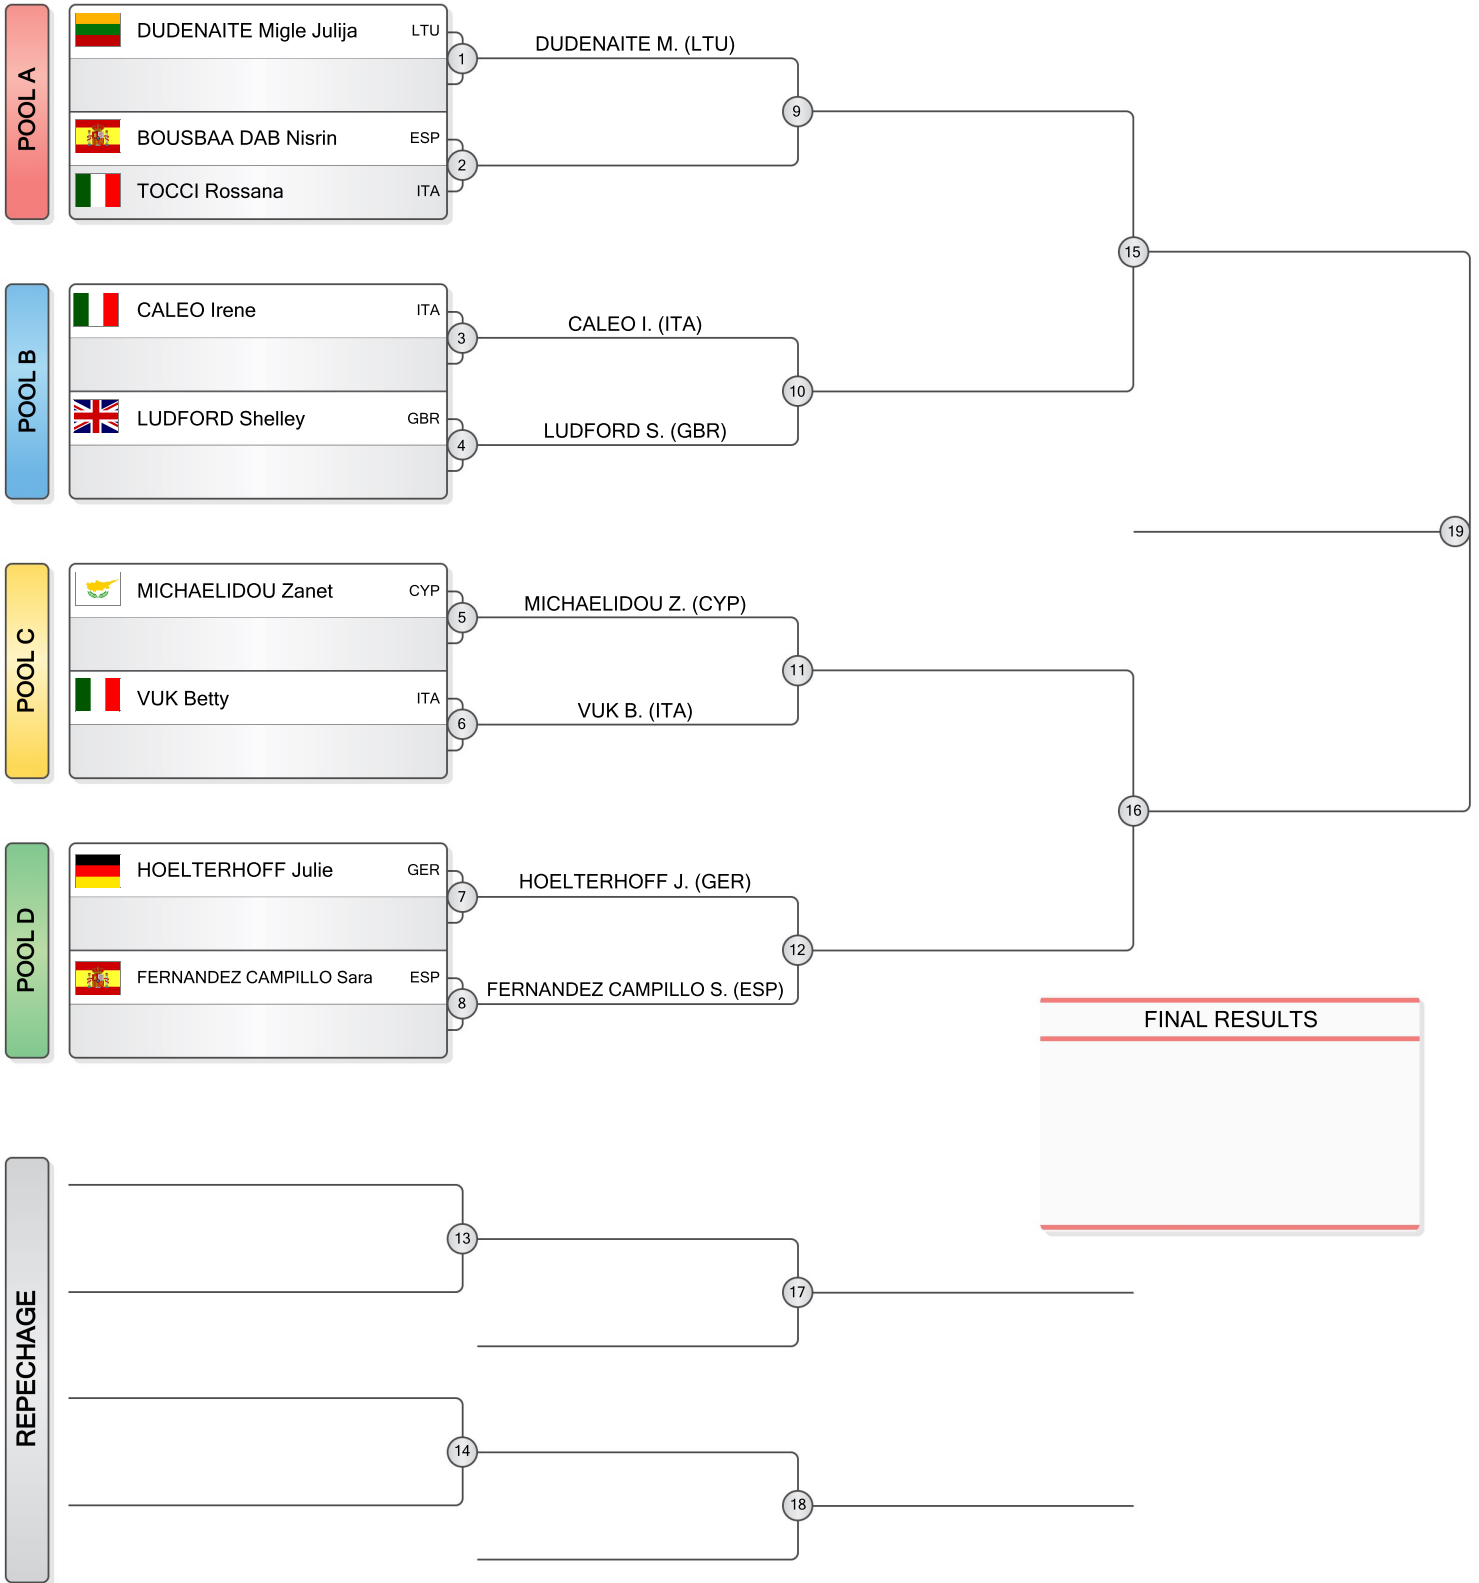 POOL A
DUDENAITE Migle Julija LTU
1
DUDENAITE M. (LTU)
9
BOUSBAA DAB Nisrin ESP
2
TOCCI Rossana ITA
15
POOL B
CALEO Irene ITA
3
CALEO I. (ITA)
10
LUDFORD Shelley GBR
4
LUDFORD S. (GBR)
19
POOL C
MICHAELIDOU Zanet CYP
5
MICHAELIDOU Z. (CYP)
11
VUK Betty ITA
6
VUK B. (ITA)
16
POOL D
HOELTERHOFF Julie GER
7
HOELTERHOFF J. (GER)
12
FERNANDEZ CAMPILLO Sara ESP
8
FERNANDEZ CAMPILLO S. (ESP)
FINAL RESULTS
REPECHAGE
13
17
14
18